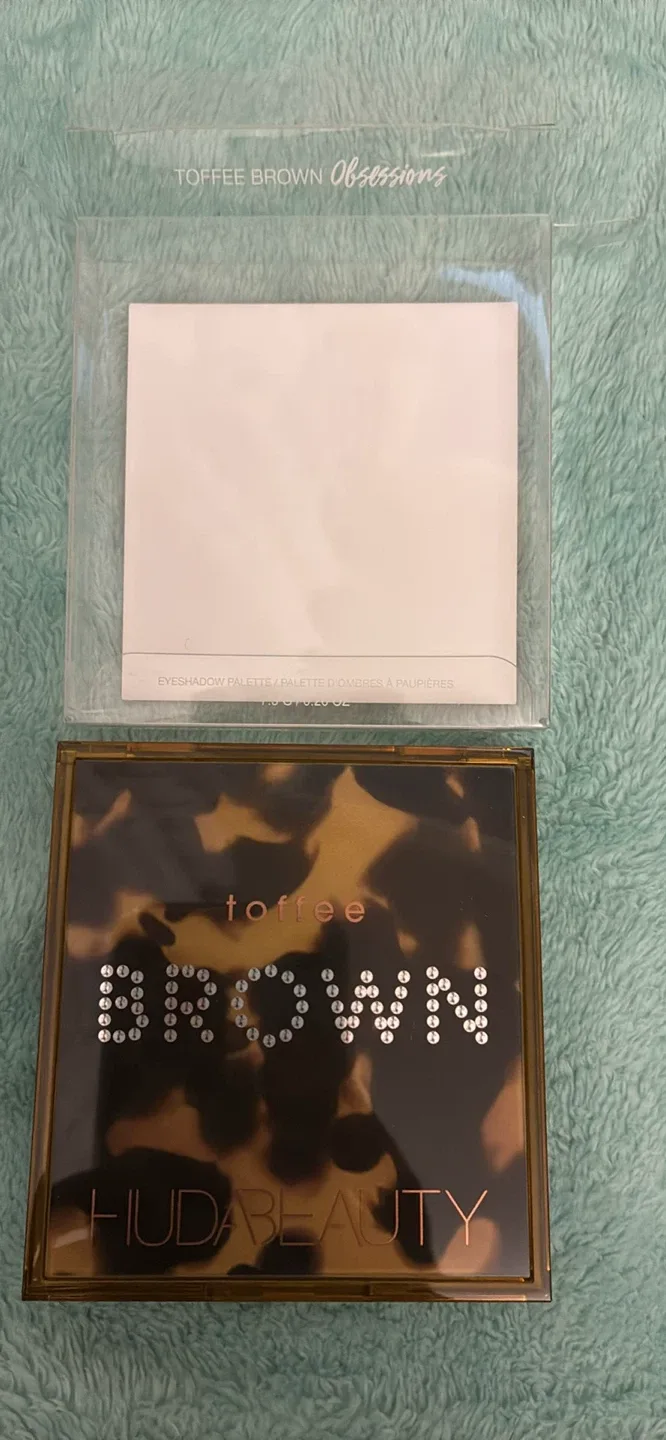 TOFFEE BROWN Obsessions
EYESHADOW PALETTE / PALETTE D'OMBRES À PAUPIÈRES
toffee
BROWN
HUDABEAUTY